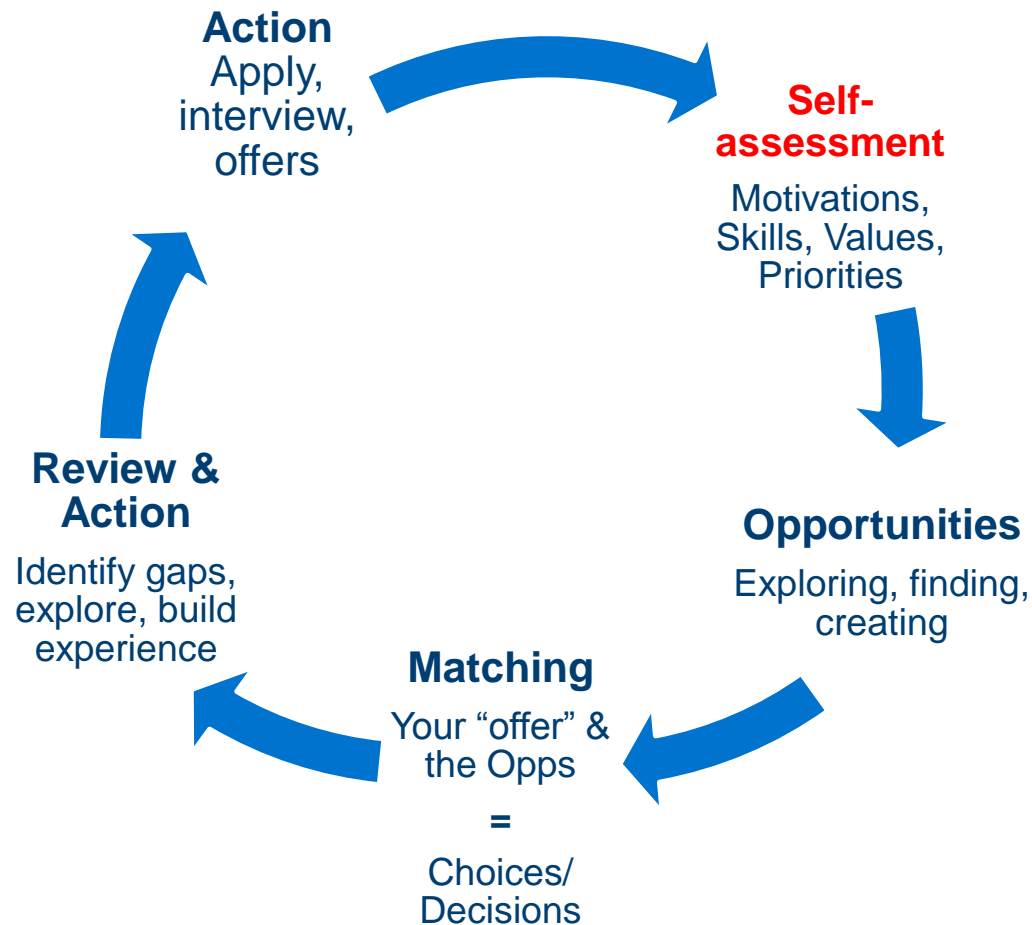 Action
Apply,
interview,
offers
Self-
assessment
Motivations,
Skills, Values,
Priorities
Opportunities
Exploring, finding,
creating
Matching
Your “offer” &
the Opps
=
Choices/
Decisions
Review &
Action
Identify gaps,
explore, build
experience